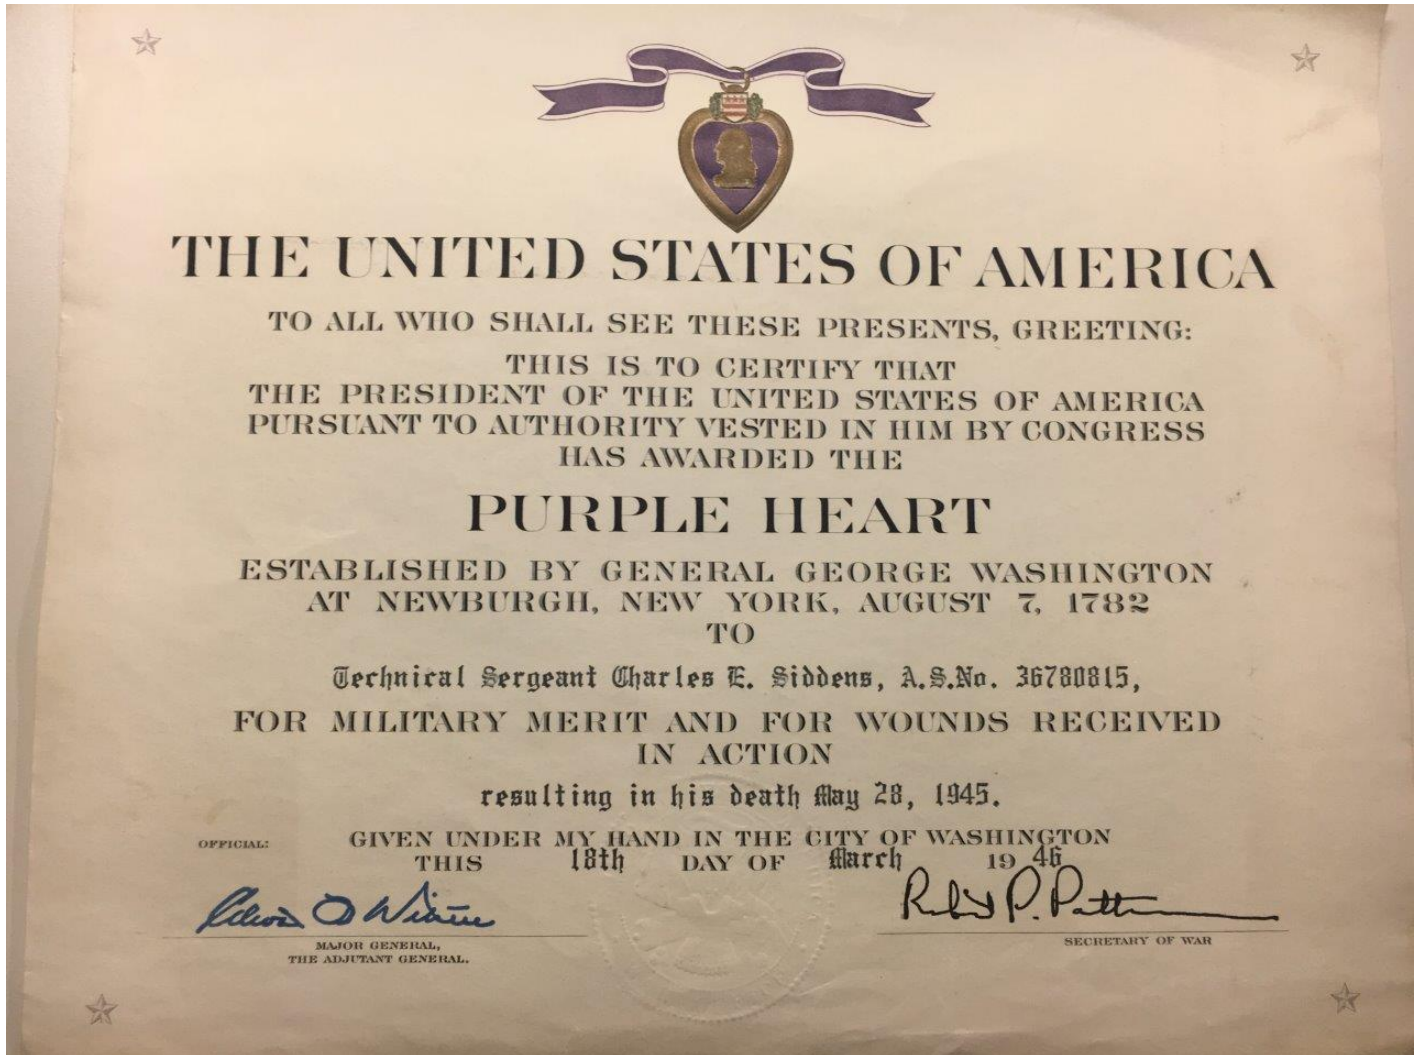 THE UNITED STATES OF AMERICA
TO ALL WHO SHALL SEE THESE PRESENTS, GREETING:
THIS IS TO CERTIFY THAT
THE PRESIDENT OF THE UNITED STATES OF AMERICA
PURSUANT TO AUTHORITY VESTED IN HIM BY CONGRESS
HAS AWARDED THE
PURPLE HEART
ESTABLISHED BY GENERAL GEORGE WASHINGTON
AT NEWBURGH, NEW YORK, AUGUST 7, 1782
TO
Technical Sergeant Charles E. Siddens, A.S.No. 36780815,
FOR MILITARY MERIT AND FOR WOUNDS RECEIVED
IN ACTION
resulting in his death May 28, 1945.
OFFICIAL: GIVEN UNDER MY HAND IN THE CITY OF WASHINGTON
THIS 18th DAY OF March 1946
Robert P. Patterson
MAJOR GENERAL,
THE ADJUTANT GENERAL.
SECRETARY OF WAR